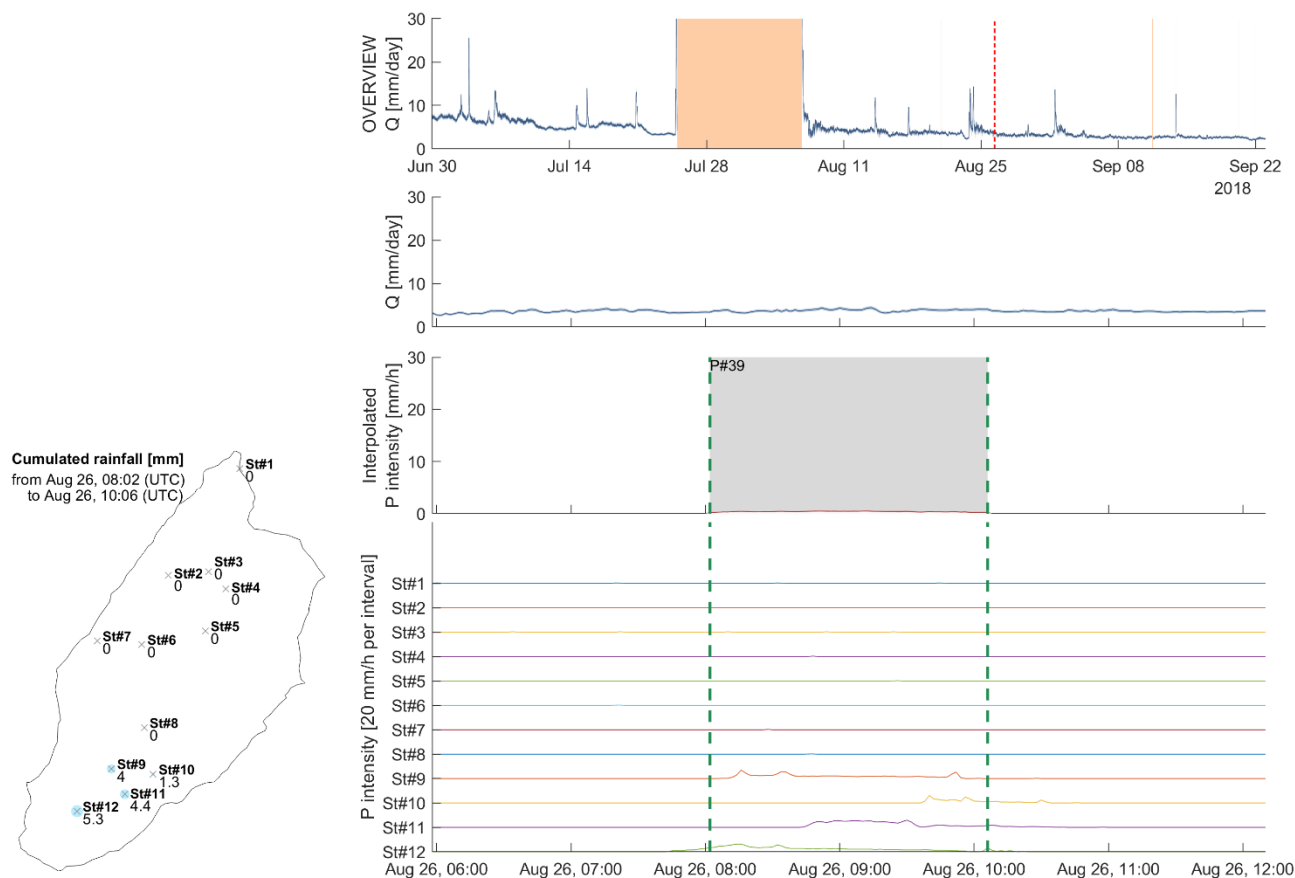 OVERVIEW
Q [mm/day]
30
20
10
0
Jun 30
Jul 14
Jul 28
Aug 11
Aug 25
Sep 08
Sep 22
2018
Q [mm/day]
30
20
10
0
Interpolated
P intensity [mm/h]
30
20
10
0
P#39
Cumulated rainfall [mm]
from Aug 26, 08:02 (UTC)
to Aug 26, 10:06 (UTC)
St#1
0
St#3
0
St#2
0
St#4
0
St#5
0
St#7
0
St#6
0
St#8
0
St#9
4
St#10
1.3
St#11
4.4
St#12
5.3
P intensity [20 mm/h per interval]
St#1
St#2
St#3
St#4
St#5
St#6
St#7
St#8
St#9
St#10
St#11
St#12
Aug 26, 06:00
Aug 26, 07:00
Aug 26, 08:00
Aug 26, 09:00
Aug 26, 10:00
Aug 26, 11:00
Aug 26, 12:00